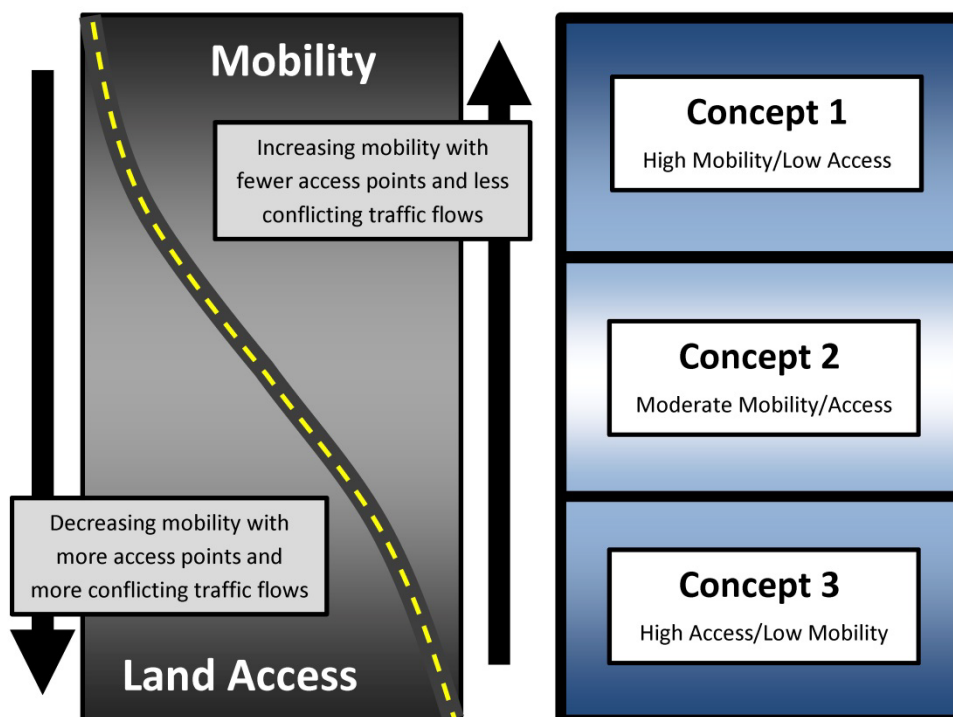 Mobility
Increasing mobility with
fewer access points and less
conflicting traffic flows
Decreasing mobility with
more access points and
more conflicting traffic flows
Land Access
Concept 1
High Mobility/Low Access
Concept 2
Moderate Mobility/Access
Concept 3
High Access/Low Mobility